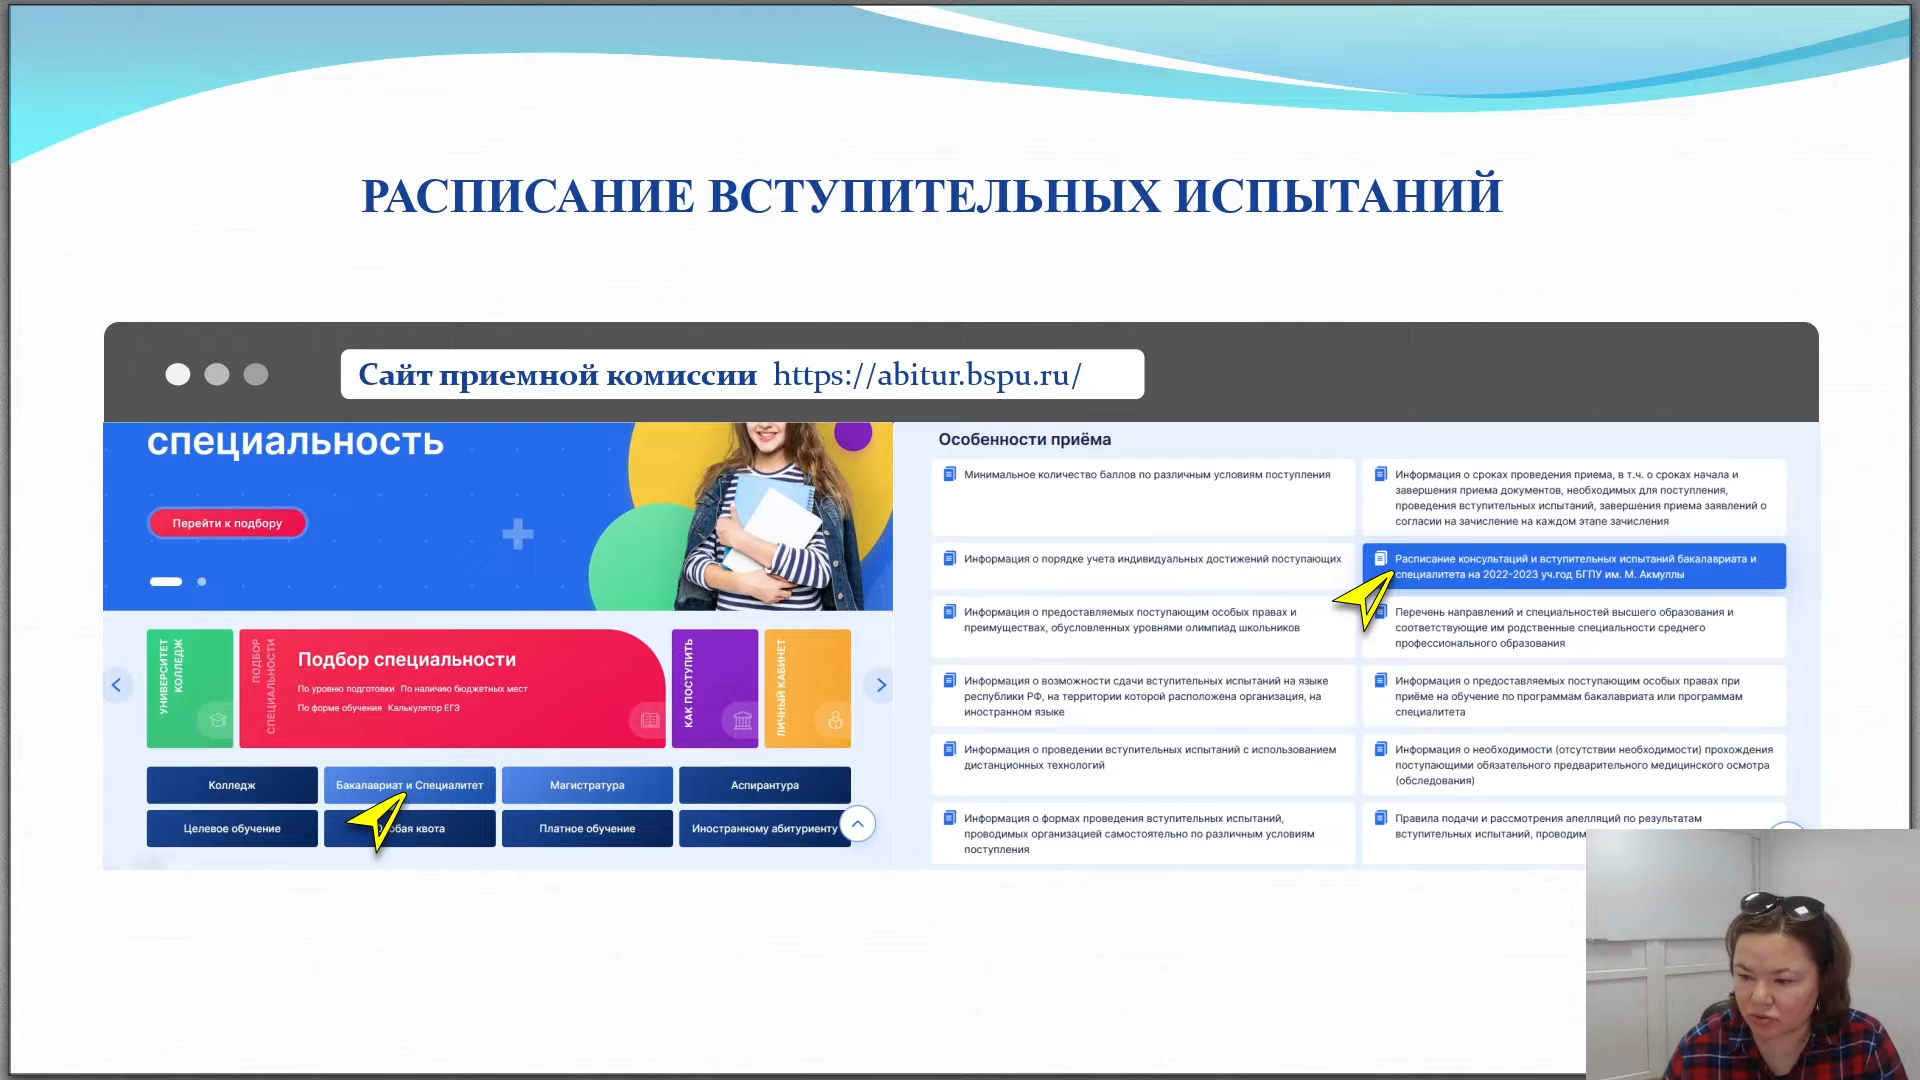 РАСПИСАНИЕ ВСТУПИТЕЛЬНЫХ ИСПЫТАНИЙ
Сайт приемной комиссии https://abitur.bspu.ru/
специальность
Перейти к подбору
УНИВЕРСИТЕТ
КОЛЛЕДЖ
ПОДБОР
СПЕЦИАЛЬНОСТИ
Подбор специальности
По уровню подготовки По наличию бюджетных мест
По форме обучения Калькулятор ЕГЭ
КАК ПОСТУПИТЬ
ЛИЧНЫЙ КАБИНЕТ
Колледж
Бакалавриат и Специалитет
Магистратура
Аспирантура
Целевое обучение
квота
Платное обучение
Иностранному абитуриенту
Особенности приёма
Минимальное количество баллов по различным условиям поступления
Информация о сроках проведения приема, в т.ч. о сроках начала и
завершения приема документов, необходимых для поступления,
проведения вступительных испытаний, завершения приема заявлений о
согласии на зачисление на каждом этапе зачисления
Информация о порядке учета индивидуальных достижений поступающих
Расписание консультаций и вступительных испытаний бакалавриата и
специалитета на 2022-2023 уч.год БГПУ им. М. Акмуллы
Информация о предоставляемых поступающим особых правах и
преимуществах, обусловленных уровнями олимпиад школьников
Перечень направлений и специальностей высшего образования и
соответствующие им родственные специальности среднего
профессионального образования
Информация о возможности сдачи вступительных испытаний на языке
республики РФ, на территории которой расположена организация, на
иностранном языке
Информация о предоставляемых поступающим особых правах при
приёме на обучение по программам бакалавриата или программам
специалитета
Информация о проведении вступительных испытаний с использованием
дистанционных технологий
Информация о необходимости (отсутствии необходимости) прохождения
поступающими обязательного предварительного медицинского осмотра
(обследования)
Информация о формах проведения вступительных испытаний,
проводимых организацией самостоятельно по различным условиям
поступления
Правила подачи и рассмотрения апелляций по результатам
вступительных испытаний,